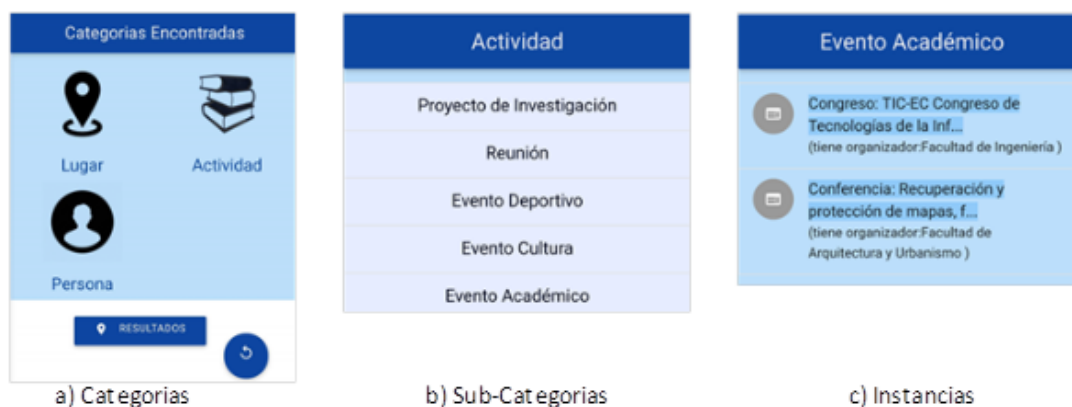 Categorias Encontradas
Lugar
Actividad
Persona
RESULTADOS
a) Categorias
Actividad
Proyecto de Investigación
Reunión
Evento Deportivo
Evento Cultura
Evento Académico
b) Sub-Categorias
Evento Académico
Congreso: TIC-EC Congreso de
Tecnologías de la Inf...
(tiene organizador:Facultad de Ingeniería )
Conferencia: Recuperación y
protección de mapas, f...
(tiene organizador:Facultad de
Arquitectura y Urbanismo )
c) Instancias